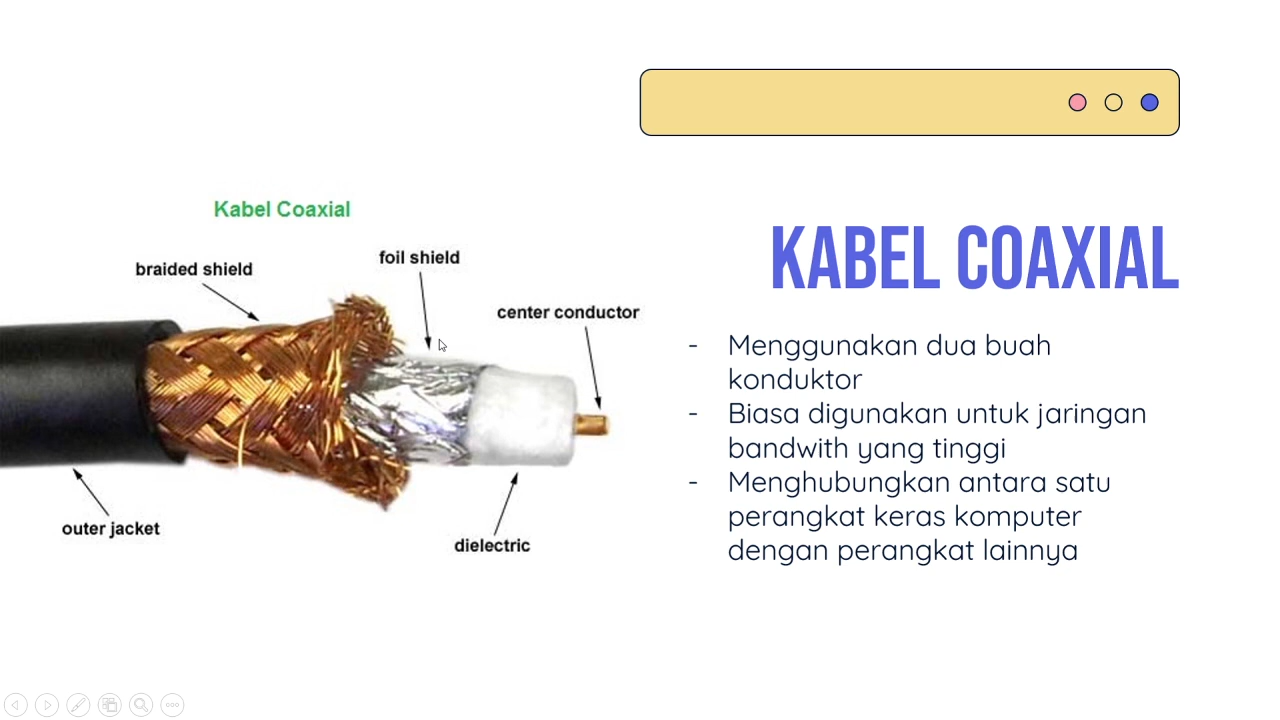 Kabel Coaxial
braided shield
foil shield
center conductor
outer jacket
dielectric
KABEL COAXIAL
- Menggunakan dua buah
konduktor
- Biasa digunakan untuk jaringan
bandwith yang tinggi
- Menghubungkan antara satu
perangkat keras komputer
dengan perangkat lainnya